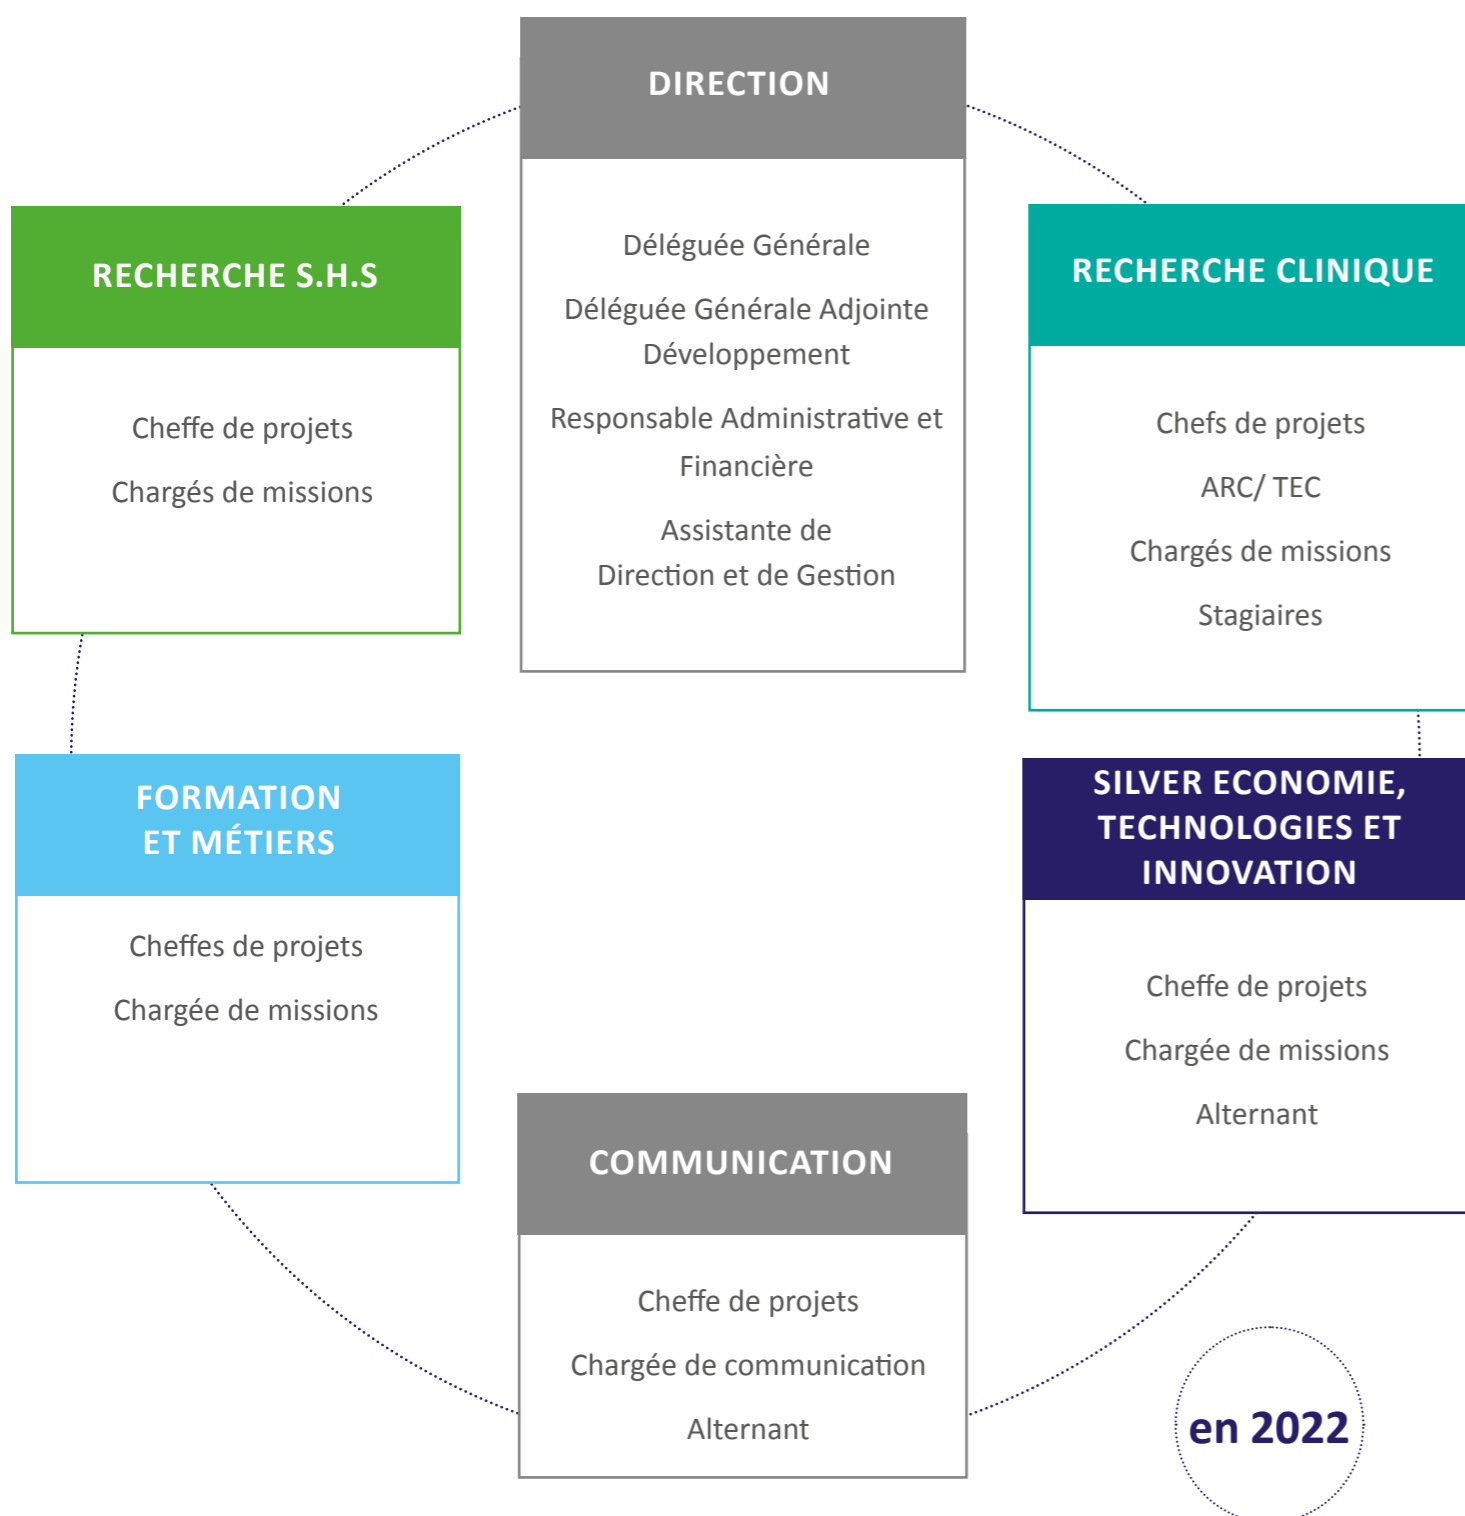 DIRECTION
Déléguée Générale
Déléguée Générale Adjointe
Développement
Responsable Administrative et
Financière
Assistante de
Direction et de Gestion
RECHERCHE S.H.S
Cheffe de projets
Chargés de missions
RECHERCHE CLINIQUE
Chefs de projets
ARC/ TEC
Chargés de missions
Stagiaires
FORMATION
ET MÉTIERS
Cheffes de projets
Chargée de missions
SILVER ECONOMIE,
TECHNOLOGIES ET
INNOVATION
Cheffe de projets
Chargée de missions
Alternant
COMMUNICATION
Cheffe de projets
Chargée de communication
Alternant
en 2022